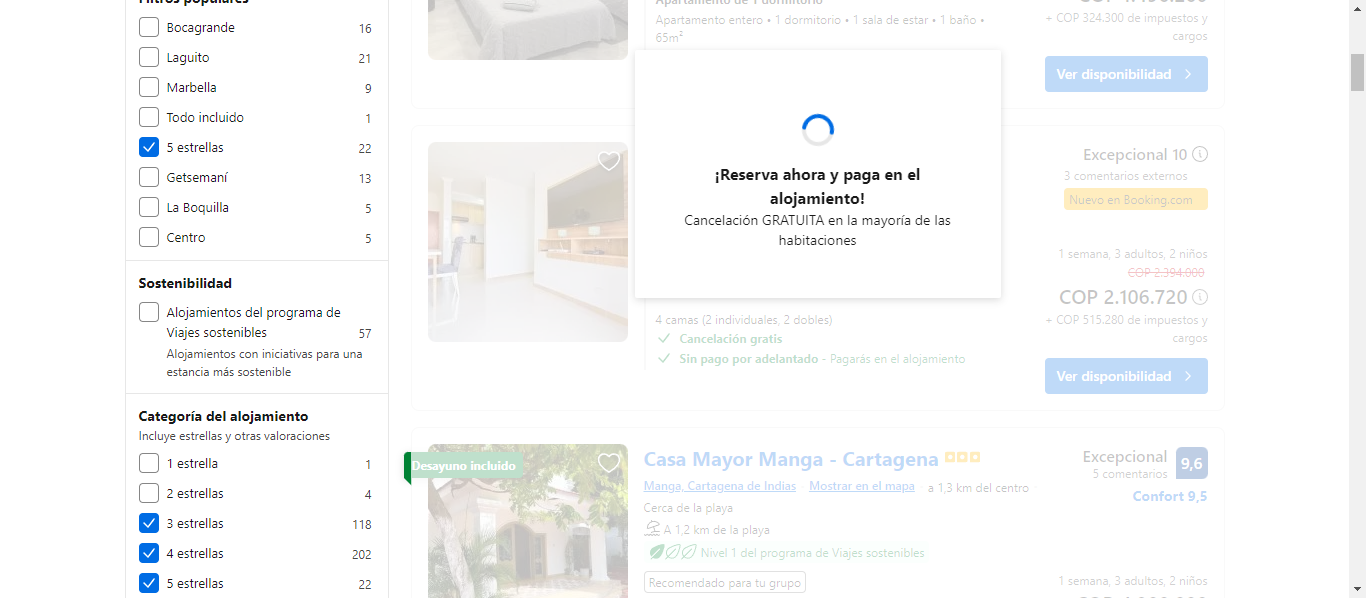 Filtros populares
Bocagrande 16
Laguito 21
Marbella 9
Todo incluido 1
5 estrellas 22
Getsemaní 13
La Boquilla 5
Centro 5
Sostenibilidad
Alojamientos del programa de
Viajes sostenibles 57
Alojamientos con iniciativas para una
estancia más sostenible
Categoría del alojamiento
Incluye estrellas y otras valoraciones
1 estrella 1
2 estrellas 4
3 estrellas 118
4 estrellas 202
5 estrellas 22
Apartamento de 1 dormitorio
Apartamento entero • 1 dormitorio • 1 sala de estar • 1 baño •
65m²
+ COP 324.300 de impuestos y
cargos
Ver disponibilidad
¡Reserva ahora y paga en el
alojamiento!
Cancelación GRATUITA en la mayoría de las
habitaciones
Excepcional 10
3 comentarios externos
Nuevo en Booking.com
1 semana, 3 adultos, 2 niños
COP 2.394.000
COP 2.106.720
+ COP 515.280 de impuestos y
cargos
4 camas (2 individuales, 2 dobles)
Cancelación gratis
Sin pago por adelantado - Pagarás en el alojamiento
Ver disponibilidad
Desayuno incluido
Casa Mayor Manga - Cartagena
Manga, Cartagena de Indias Mostrar en el mapa a 1,3 km del centro
Cerca de la playa
A 1,2 km de la playa
Nivel 1 del programa de Viajes sostenibles
Recomendado para tu grupo
Excepcional 9,6
5 comentarios
Confort 9,5
1 semana, 3 adultos, 2 niños